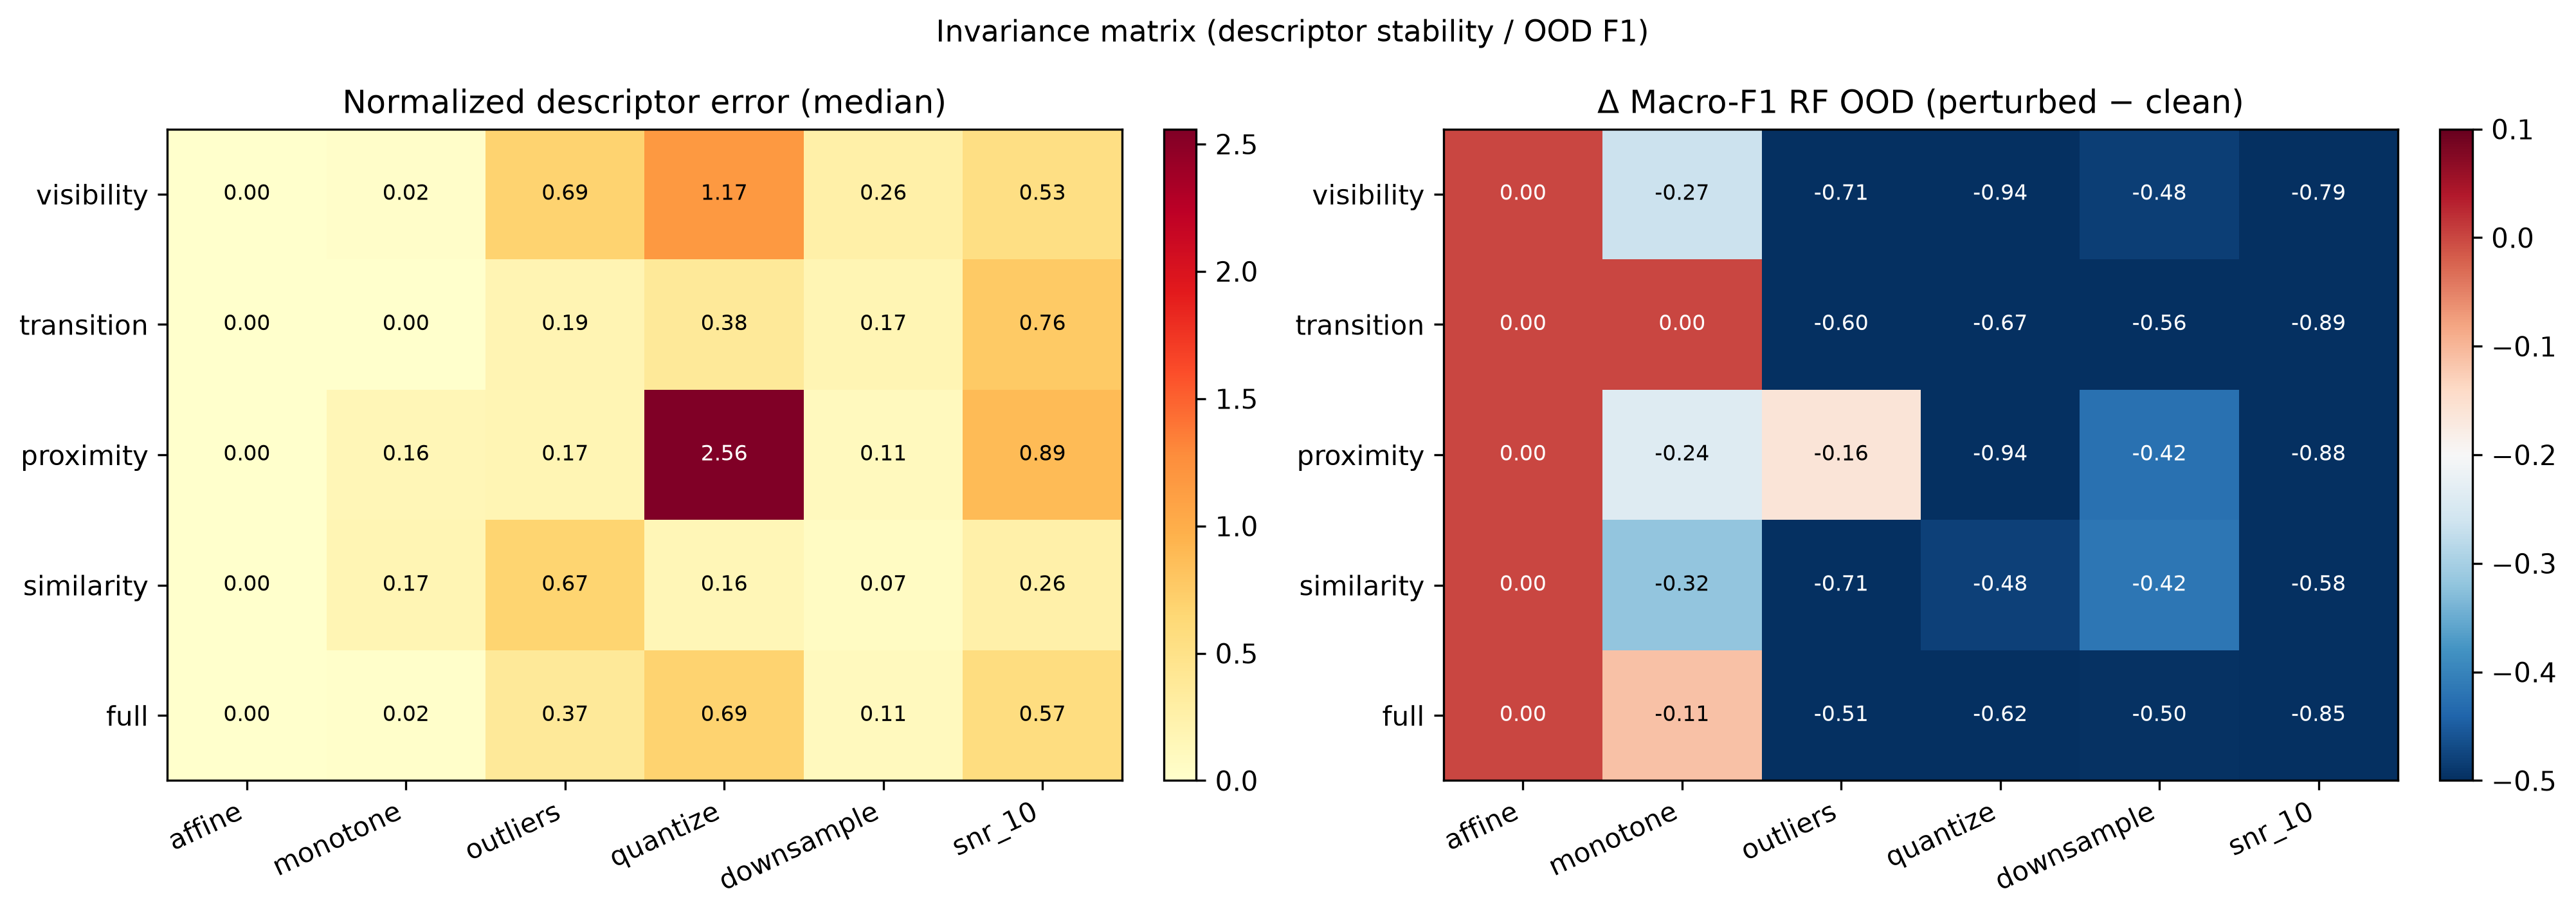 Invariance matrix (descriptor stability / OOD F1)
Normalized descriptor error (median)
visibility 0.00 0.02 0.69 1.17 0.26 0.53
transition 0.00 0.00 0.19 0.38 0.17 0.76
proximity 0.00 0.16 0.17 2.56 0.11 0.89
similarity 0.00 0.17 0.67 0.16 0.07 0.26
full 0.00 0.02 0.37 0.69 0.11 0.57
affine monotone outliers quantize downsample snr_10
2.5
2.0
1.5
1.0
0.5
0.0
Δ Macro-F1 RF OOD (perturbed − clean)
visibility 0.00 -0.27 -0.71 -0.94 -0.48 -0.79
transition 0.00 0.00 -0.60 -0.67 -0.56 -0.89
proximity 0.00 -0.24 -0.16 -0.94 -0.42 -0.88
similarity 0.00 -0.32 -0.71 -0.48 -0.42 -0.58
full 0.00 -0.11 -0.51 -0.62 -0.50 -0.85
affine monotone outliers quantize downsample snr_10
0.1
0.0
−0.1
−0.2
−0.3
−0.4
−0.5